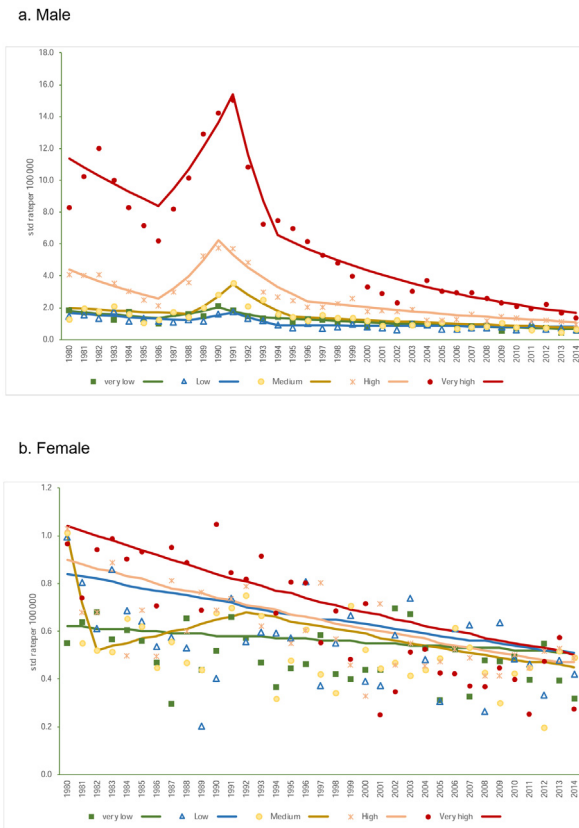 a. Male
18.0
16.0
14.0
12.0
10.0
8.0
6.0
4.0
2.0
0.0
std rateper 100 000
1980 1981 1982 1983 1984 1985 1986 1987 1988 1989 1990 1991 1992 1993 1994 1995 1996 1997 1998 1999 2000 2001 2002 2003 2004 2005 2006 2007 2008 2009 2010 2011 2012 2013 2014
very low Low Medium High Very high
b. Female
1.2
1.0
0.8
0.6
0.4
0.2
0.0
std rateper 100 000
1980 1981 1982 1983 1984 1985 1986 1987 1988 1989 1990 1991 1992 1993 1994 1995 1996 1997 1998 1999 2000 2001 2002 2003 2004 2005 2006 2007 2008 2009 2010 2011 2012 2013 2014
very low Low Medium High Very high